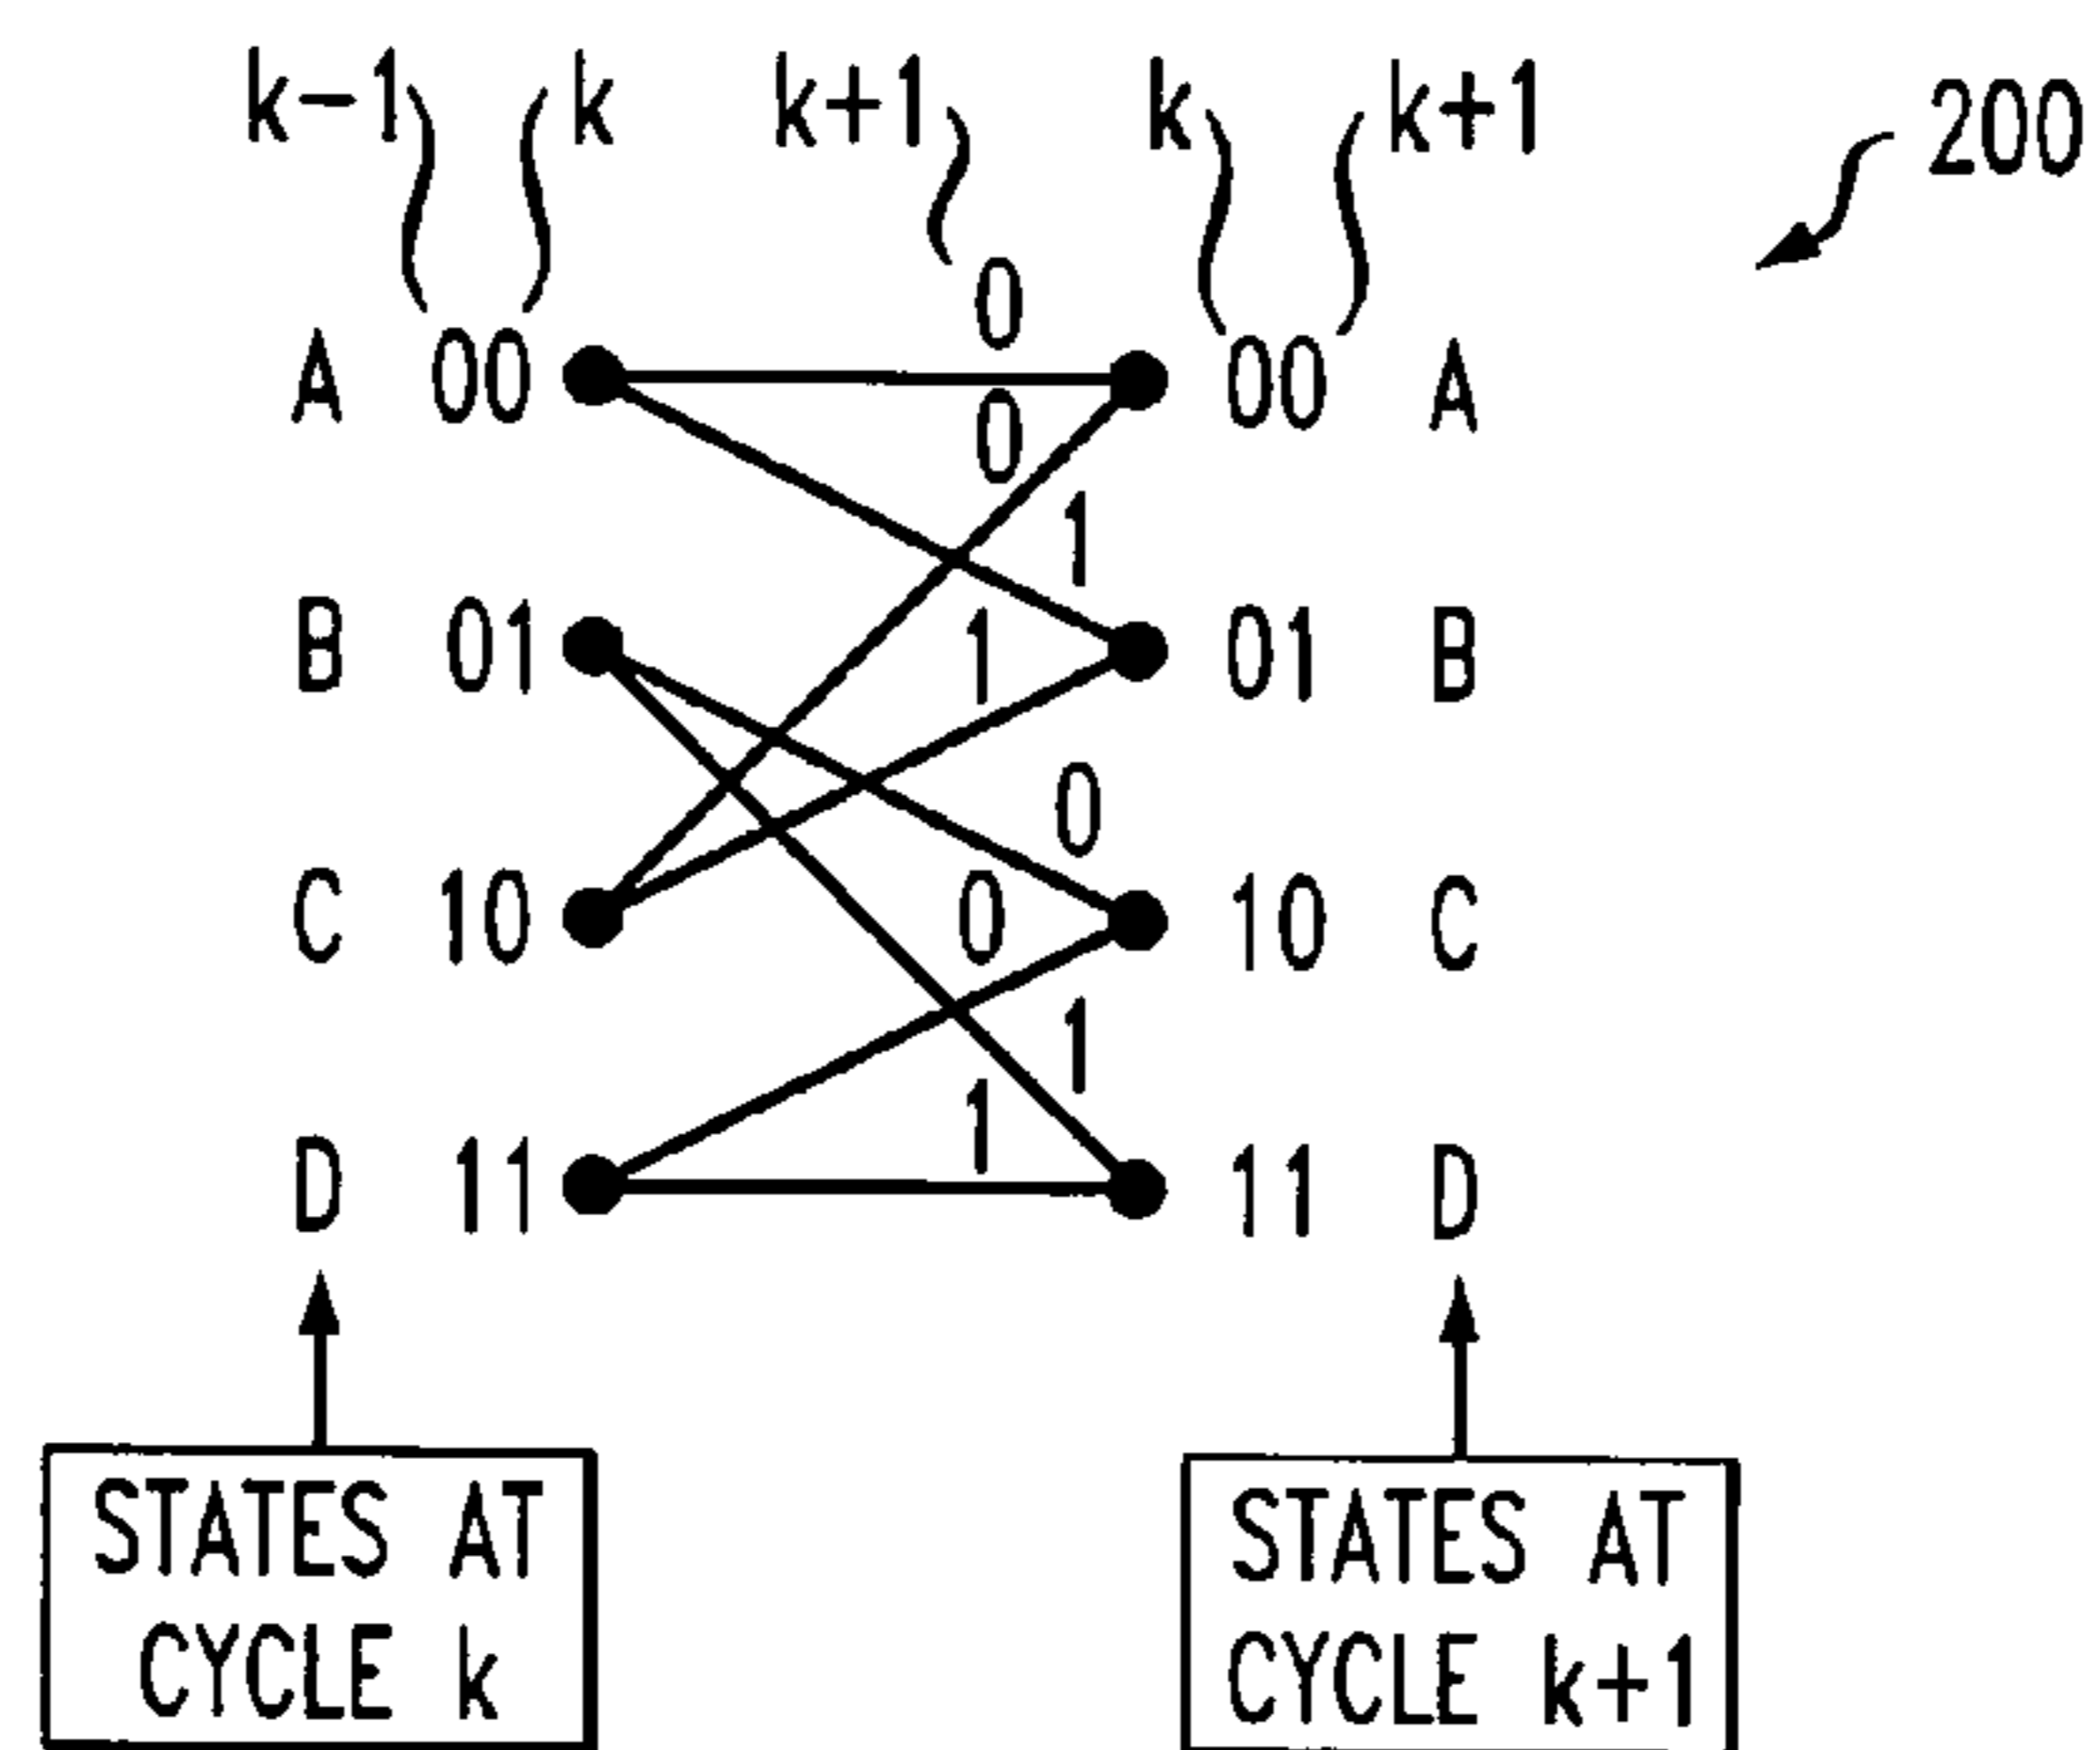 k-1 k k+1 k k+1 200
0
A 00 00 A
0
1
B 01 1 01 B
0
C 10 0 10 C
1
1
D 11 11 D
STATES AT
CYCLE k
STATES AT
CYCLE k+1